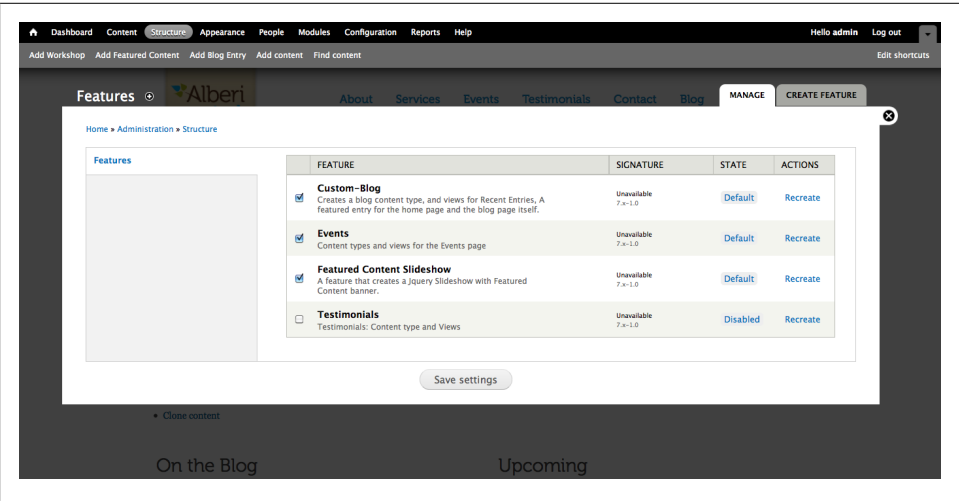 Dashboard Content Structure Appearance People Modules Configuration Reports Help Hello admin Log out
Add Workshop Add Featured Content Add Blog Entry Add content Find content Edit shortcuts
Features Alberi About Services Events Testimonials Contact Blog MANAGE CREATE FEATURE
Home » Administration » Structure
Features
FEATURE SIGNATURE STATE ACTIONS
Custom-Blog
Creates a blog content type, and views for Recent Entries, A
featured entry for the home page and the blog page itself.
Unavailable
7.x-1.0
Default Recreate
Events
Content types and views for the Events page
Unavailable
7.x-1.0
Default Recreate
Featured Content Slideshow
A feature that creates a Jquery Slideshow with Featured
Content banner.
Unavailable
7.x-1.0
Default Recreate
Testimonials
Testimonials: Content type and Views
Unavailable
7.x-1.0
Disabled Recreate
Save settings
• Clone content
On the Blog Upcoming